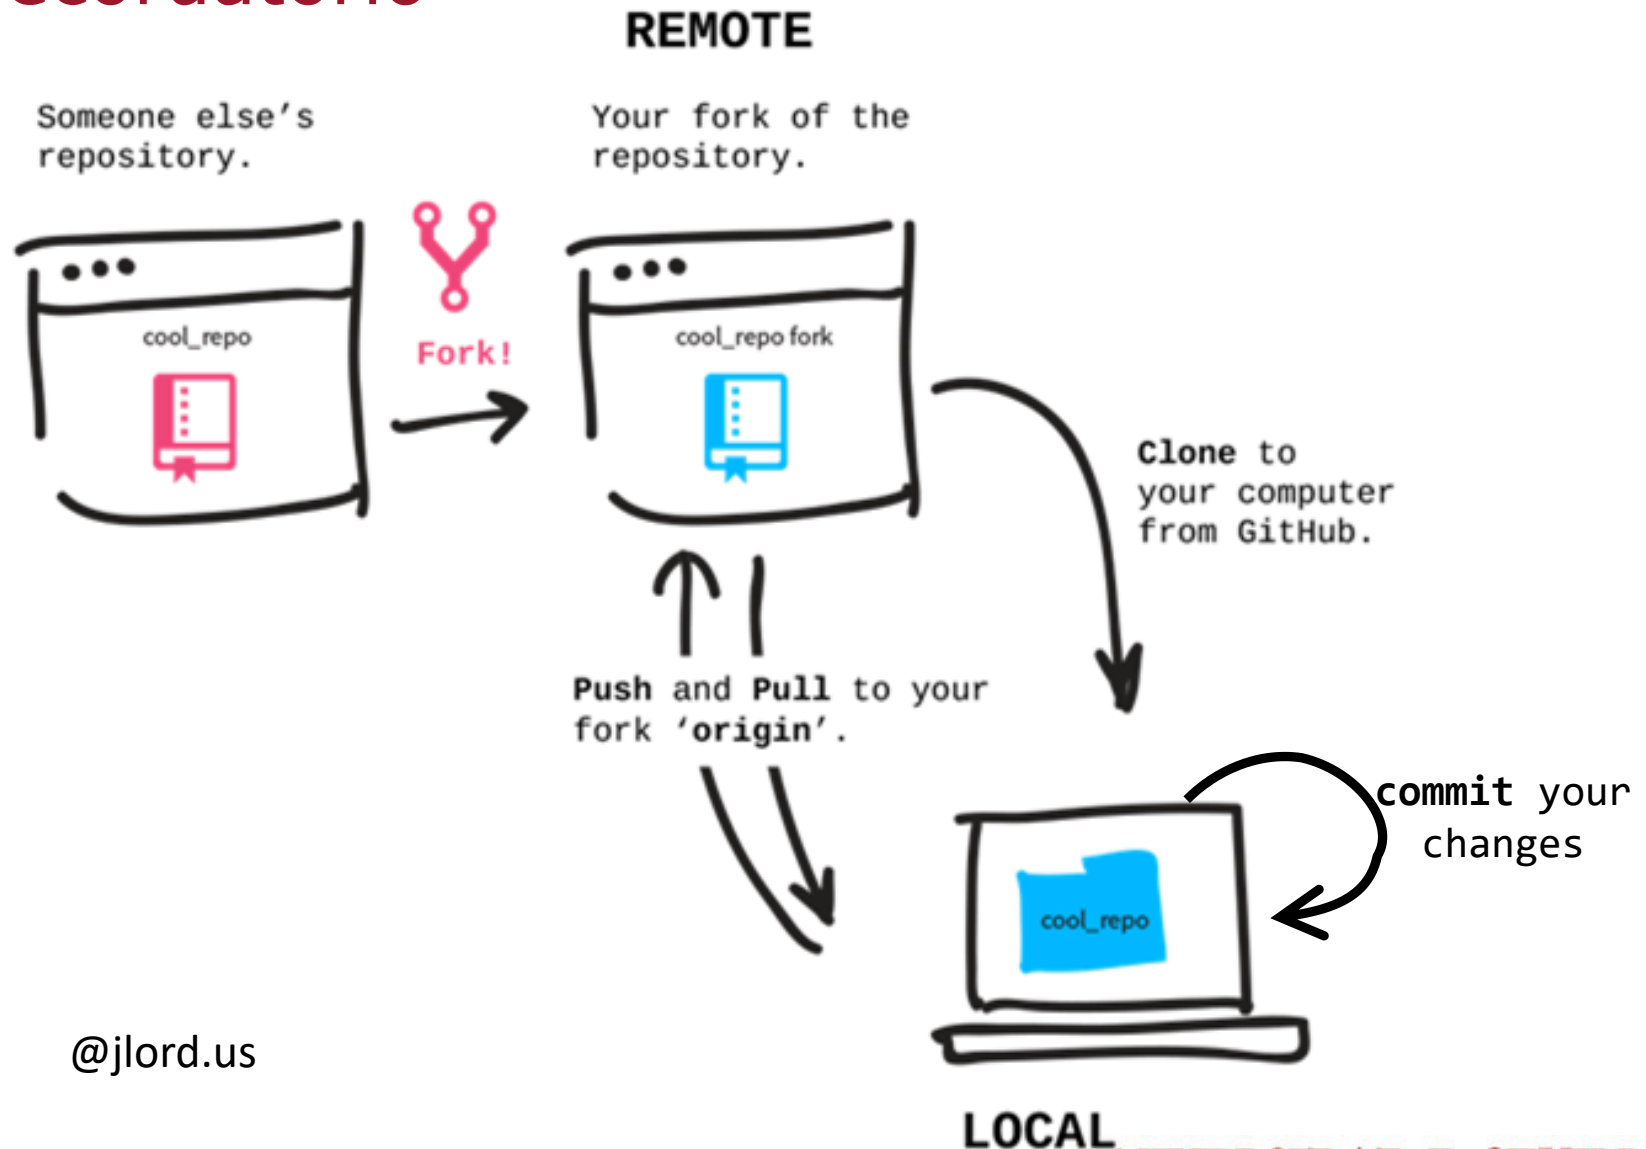 REMOTE
Someone else’s
repository.
Your fork of the
repository.
cool_repo
Fork!
cool_repo fork
Clone to
your computer
from GitHub.
Push and Pull to your
fork ‘origin’.
commit your
changes
cool_repo
@jlord.us
LOCAL